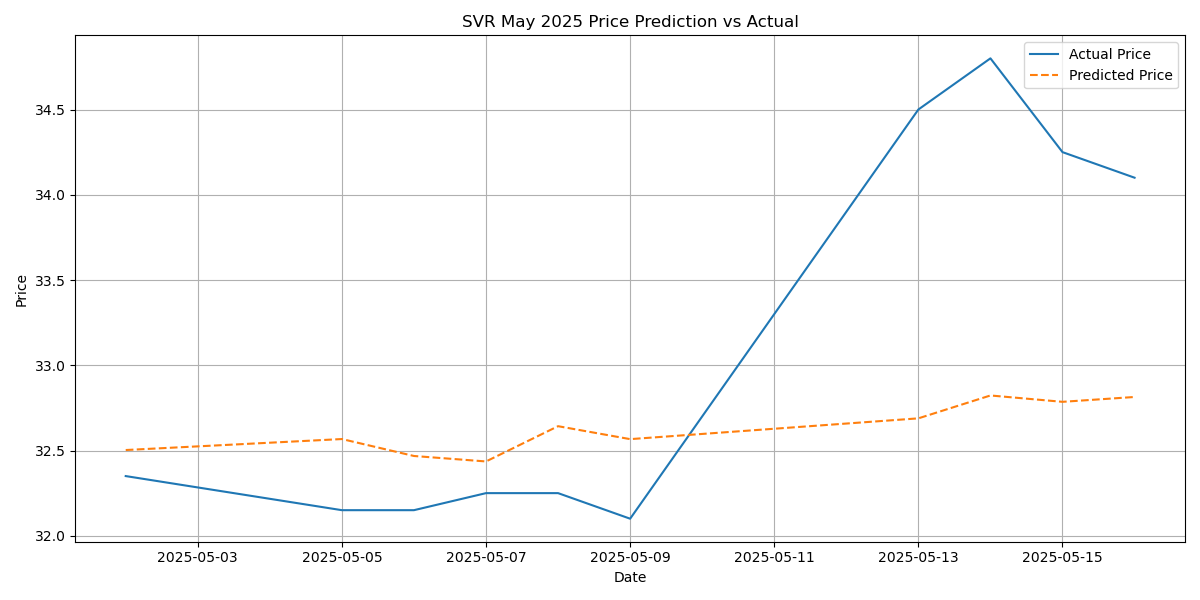 SVR May 2025 Price Prediction vs Actual
Actual Price
Predicted Price
34.5
34.0
33.5
33.0
32.5
32.0
Price
2025-05-03
2025-05-05
2025-05-07
2025-05-09
2025-05-11
2025-05-13
2025-05-15
Date